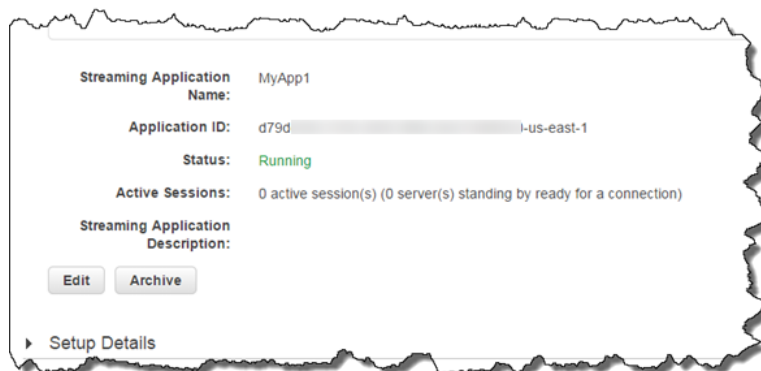 Streaming Application Name: MyApp1
Application ID: d79d -us-east-1
Status: Running
Active Sessions: 0 active session(s) (0 server(s) standing by ready for a connection)
Streaming Application Description:
Edit Archive
Setup Details